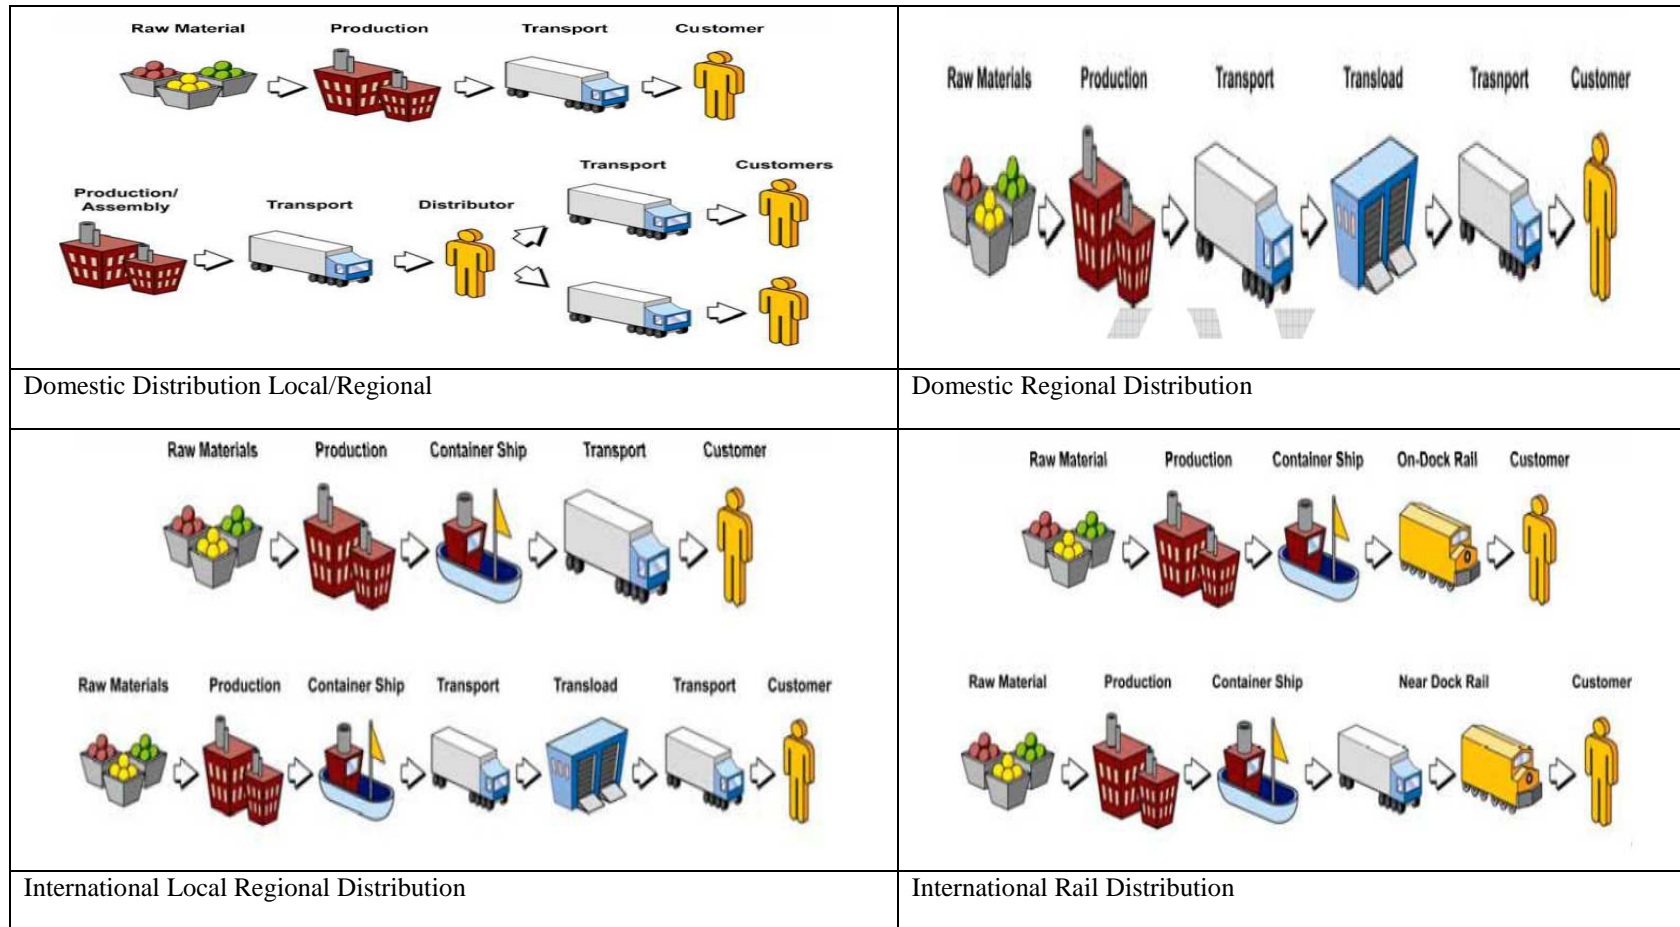 Raw Material Production Transport Customer
Transport Customers
Production/
Assembly Transport Distributor
Raw Materials Production Transport Transload Trasnport Customer
Domestic Distribution Local/Regional
Domestic Regional Distribution
Raw Materials Production Container Ship Transport Customer
Raw Materials Production Container Ship Transport Transload Transport Customer
Raw Material Production Container Ship On-Dock Rail Customer
Raw Material Production Container Ship Near Dock Rail Customer
International Local Regional Distribution
International Rail Distribution